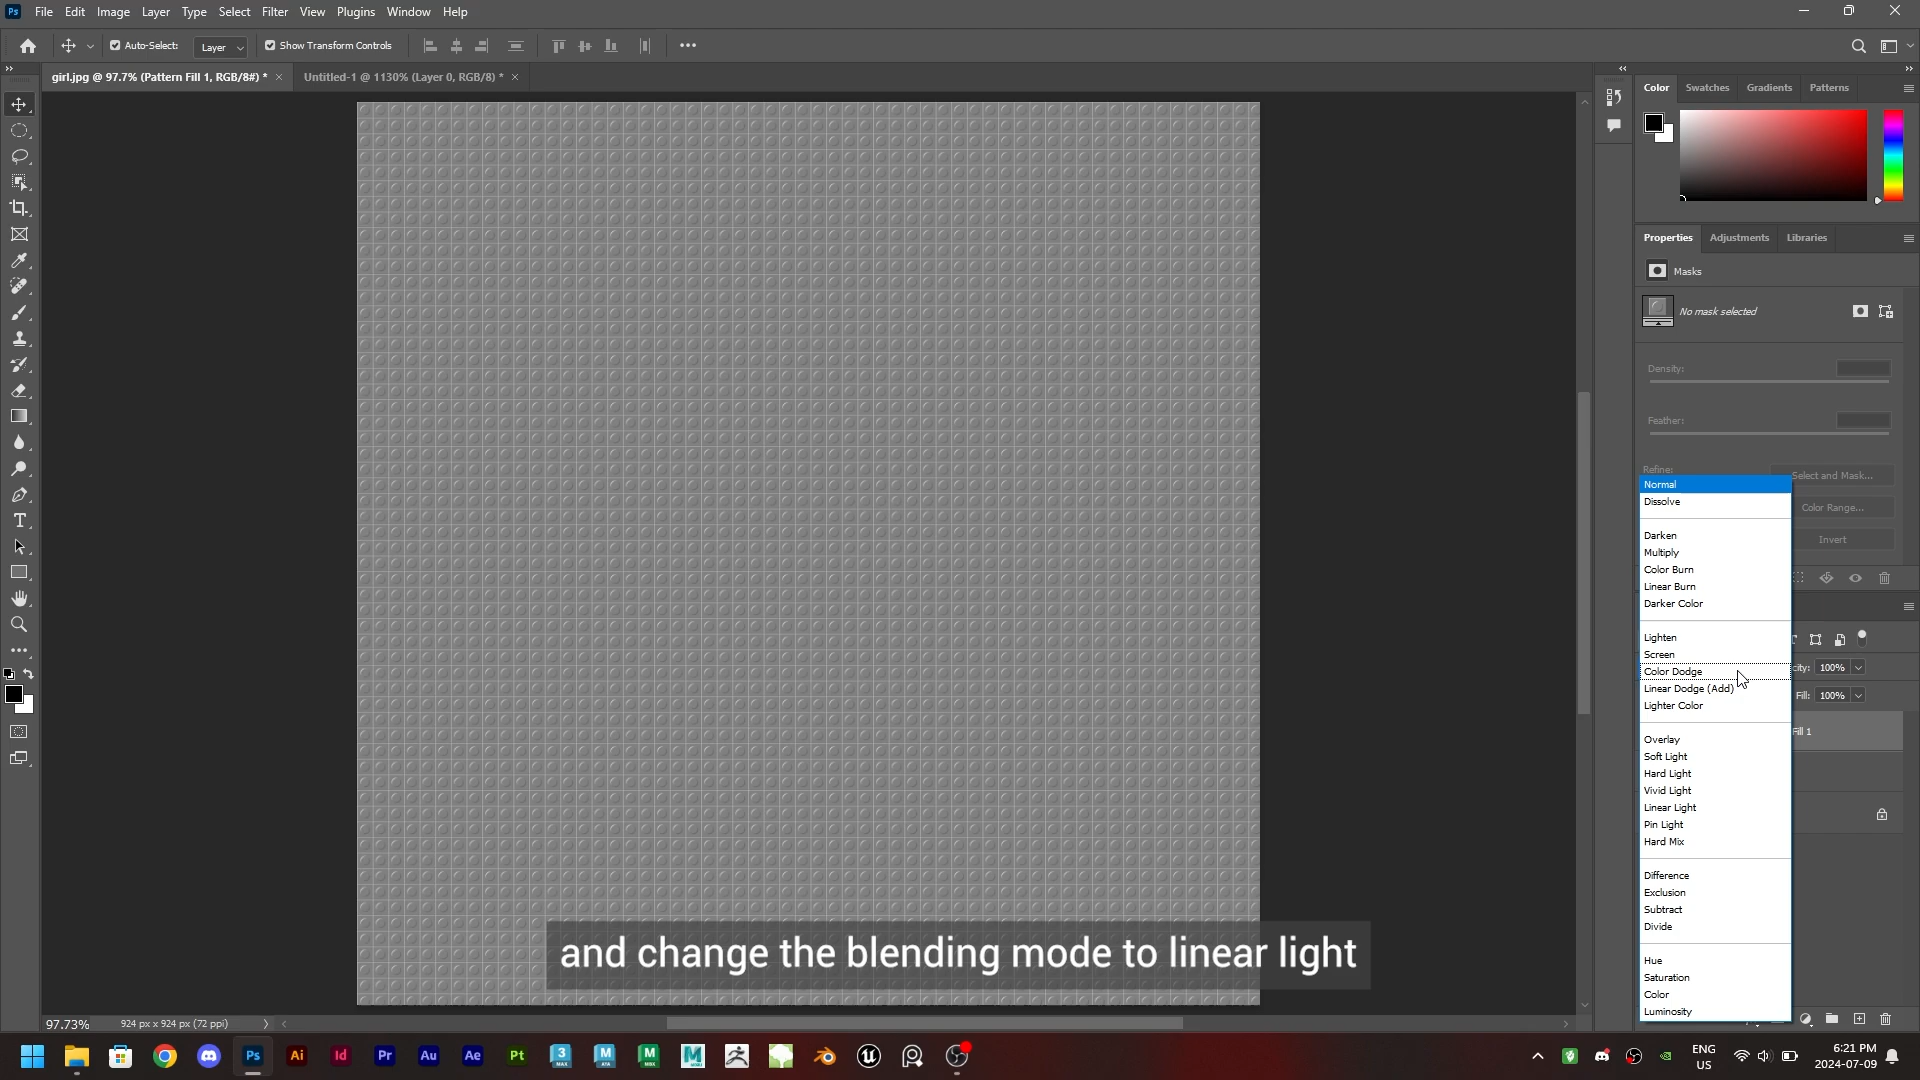 Ps File Edit Image Layer Type Select Filter View Plugins Window Help
Auto-Select: Layer Show Transform Controls
girl.jpg @ 97.7% (Pattern Fill 1, RGB/8#) * × Untitled-1 @ 1130% (Layer 0, RGB/8) * ×
Color Swatches Gradients Patterns
Properties Adjustments Libraries
Masks
No mask selected
Density:
Feather:
Refine:
Select and Mask...
Color Range...
Invert
Normal
Dissolve
Darken
Multiply
Color Burn
Linear Burn
Darker Color
Lighten
Screen
Color Dodge
Linear Dodge (Add)
Lighter Color
Overlay
Soft Light
Hard Light
Vivid Light
Linear Light
Pin Light
Hard Mix
Difference
Exclusion
Subtract
Divide
Hue
Saturation
Color
Luminosity
city: 100%
Fill: 100%
Fill 1
and change the blending mode to linear light
97.73% 924 px x 924 px (72 ppi)
Ps Ai Id Pr Au Ae Pt 3 M M M
ENG
US
6:21 PM
2024-07-09